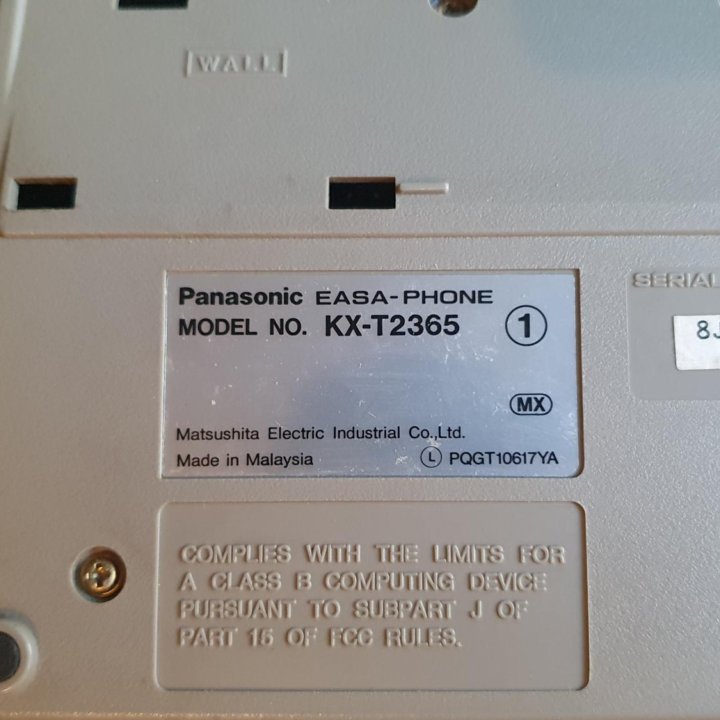 [WALL]
Panasonic EASA-PHONE
MODEL NO. KX-T2365 1
MX
Matsushita Electric Industrial Co.,Ltd.
Made in Malaysia L PQGT10617YA
SERIAL
8J
COMPLIES WITH THE LIMITS FOR
A CLASS B COMPUTING DEVICE
PURSUANT TO SUBPART J OF
PART 15 OF FCC RULES.